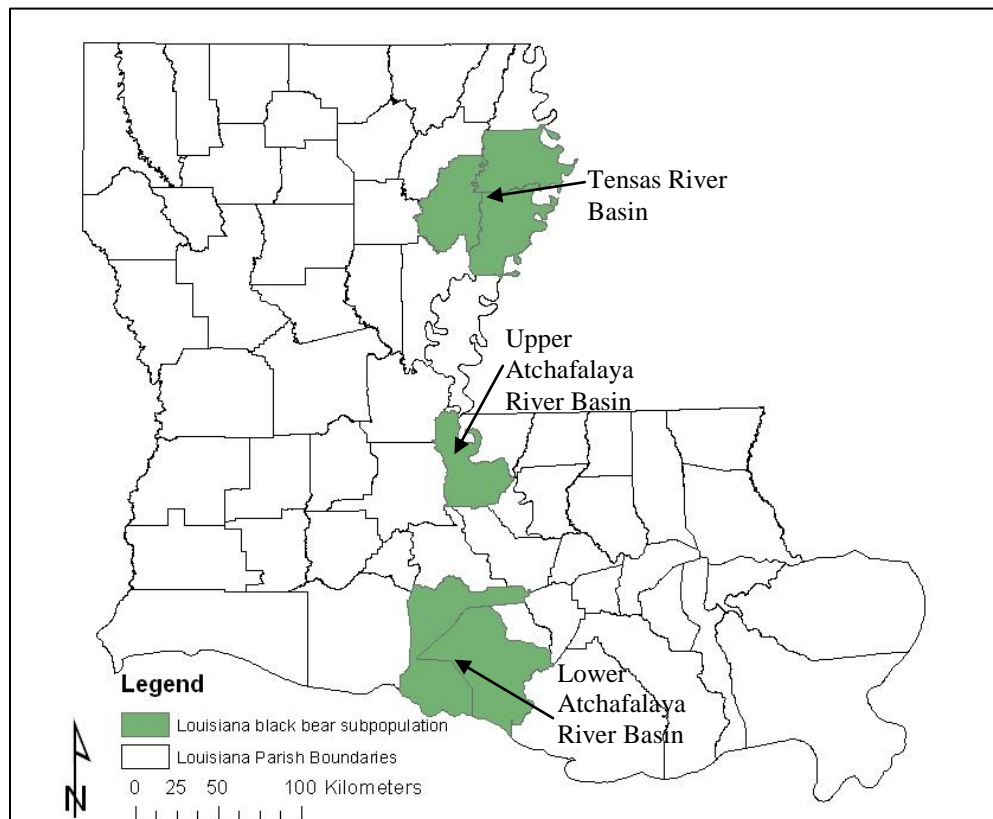 Tensas River
Basin
Upper
Atchafalaya
River Basin
Lower
Atchafalaya
River Basin
Legend
Louisiana black bear subpopulation
Louisiana Parish Boundaries
0 25 50 100 Kilometers
N